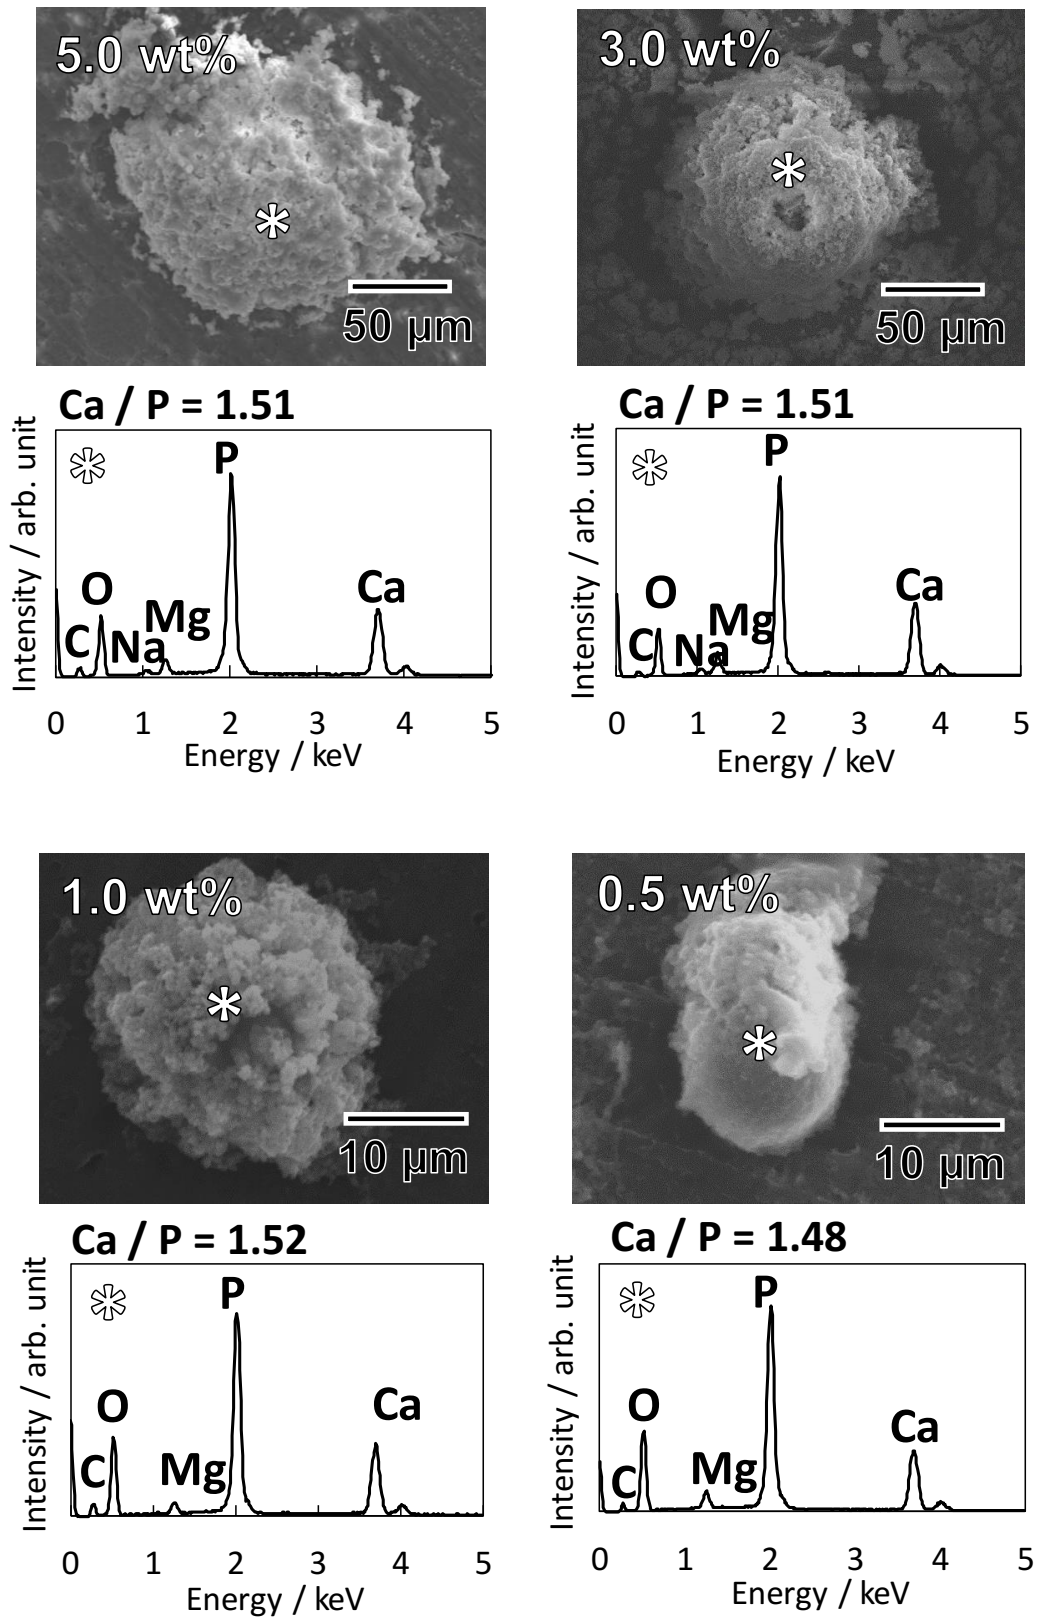 5.0 wt%
50 μm
3.0 wt%
50 μm
Ca / P = 1.51
Intensity / arb. unit
P
O
C
Na
Mg
Ca
0 1 2 3 4 5
Energy / keV
Ca / P = 1.51
Intensity / arb. unit
P
O
C
Na
Mg
Ca
0 1 2 3 4 5
Energy / keV
1.0 wt%
10 μm
0.5 wt%
10 μm
Ca / P = 1.52
Intensity / arb. unit
P
O
C
Mg
Ca
0 1 2 3 4 5
Energy / keV
Ca / P = 1.48
Intensity / arb. unit
P
O
C
Mg
Ca
0 1 2 3 4 5
Energy / keV